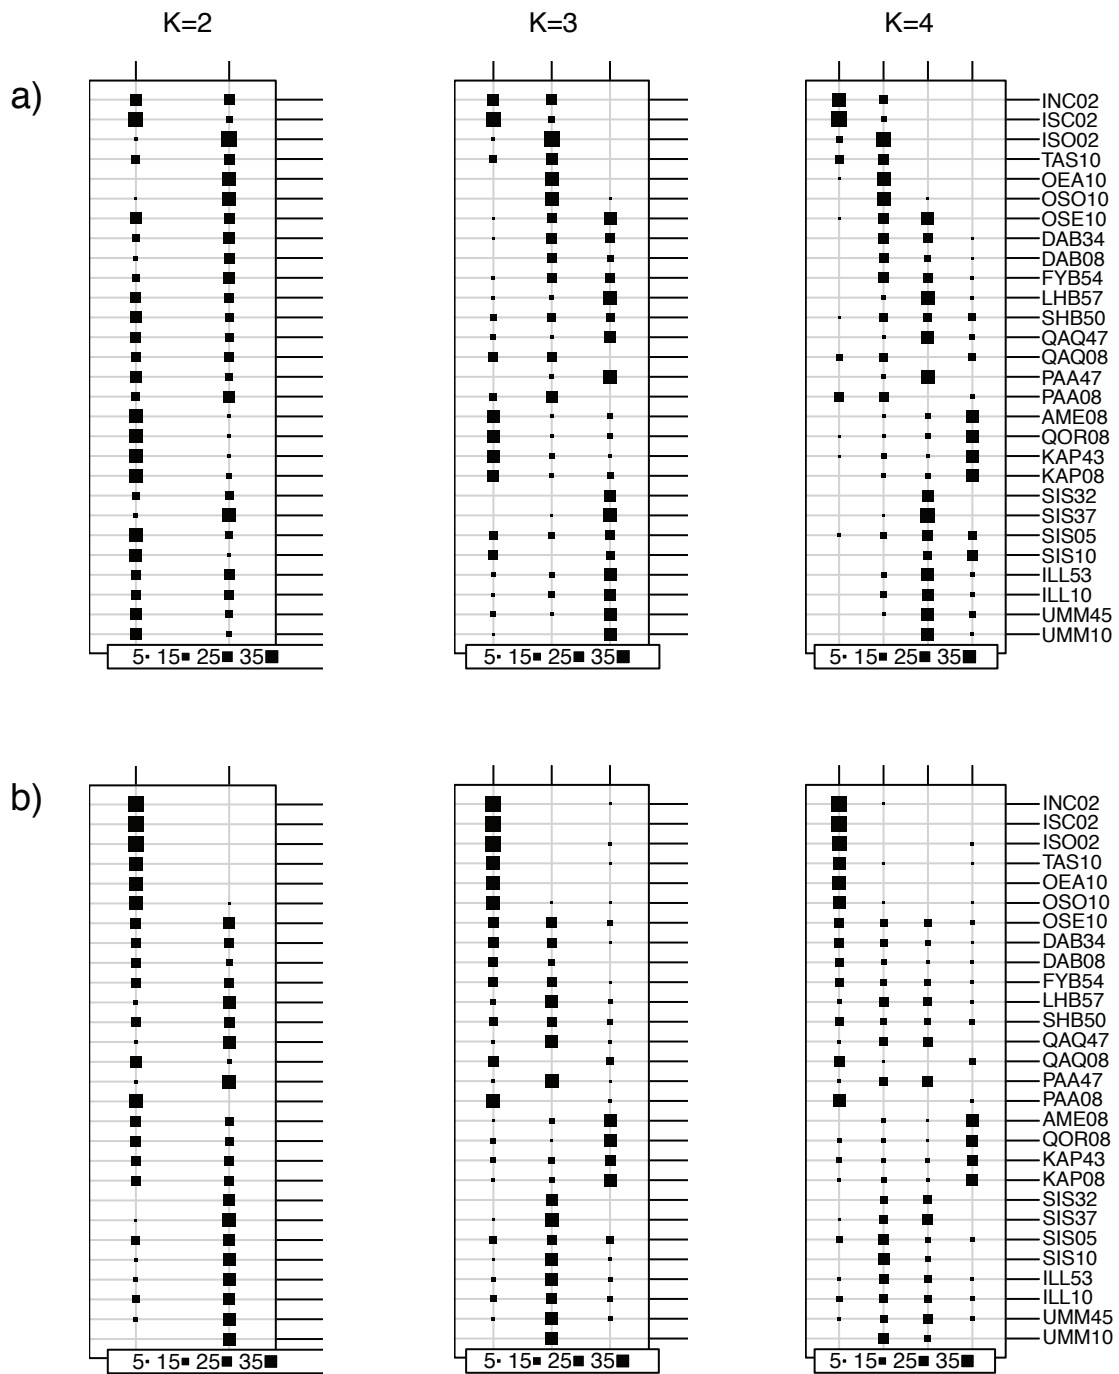 K=2 K=3 K=4
a)
INC02
ISC02
ISO02
TAS10
OEA10
OSO10
OSE10
DAB34
DAB08
FYB54
LHB57
SHB50
QAQ47
QAQ08
PAA47
PAA08
AME08
QOR08
KAP43
KAP08
SIS32
SIS37
SIS05
SIS10
ILL53
ILL10
UMM45
UMM10
5 15 25 35 5 15 25 35 5 15 25 35
b)
INC02
ISC02
ISO02
TAS10
OEA10
OSO10
OSE10
DAB34
DAB08
FYB54
LHB57
SHB50
QAQ47
QAQ08
PAA47
PAA08
AME08
QOR08
KAP43
KAP08
SIS32
SIS37
SIS05
SIS10
ILL53
ILL10
UMM45
UMM10
5 15 25 35 5 15 25 35 5 15 25 35